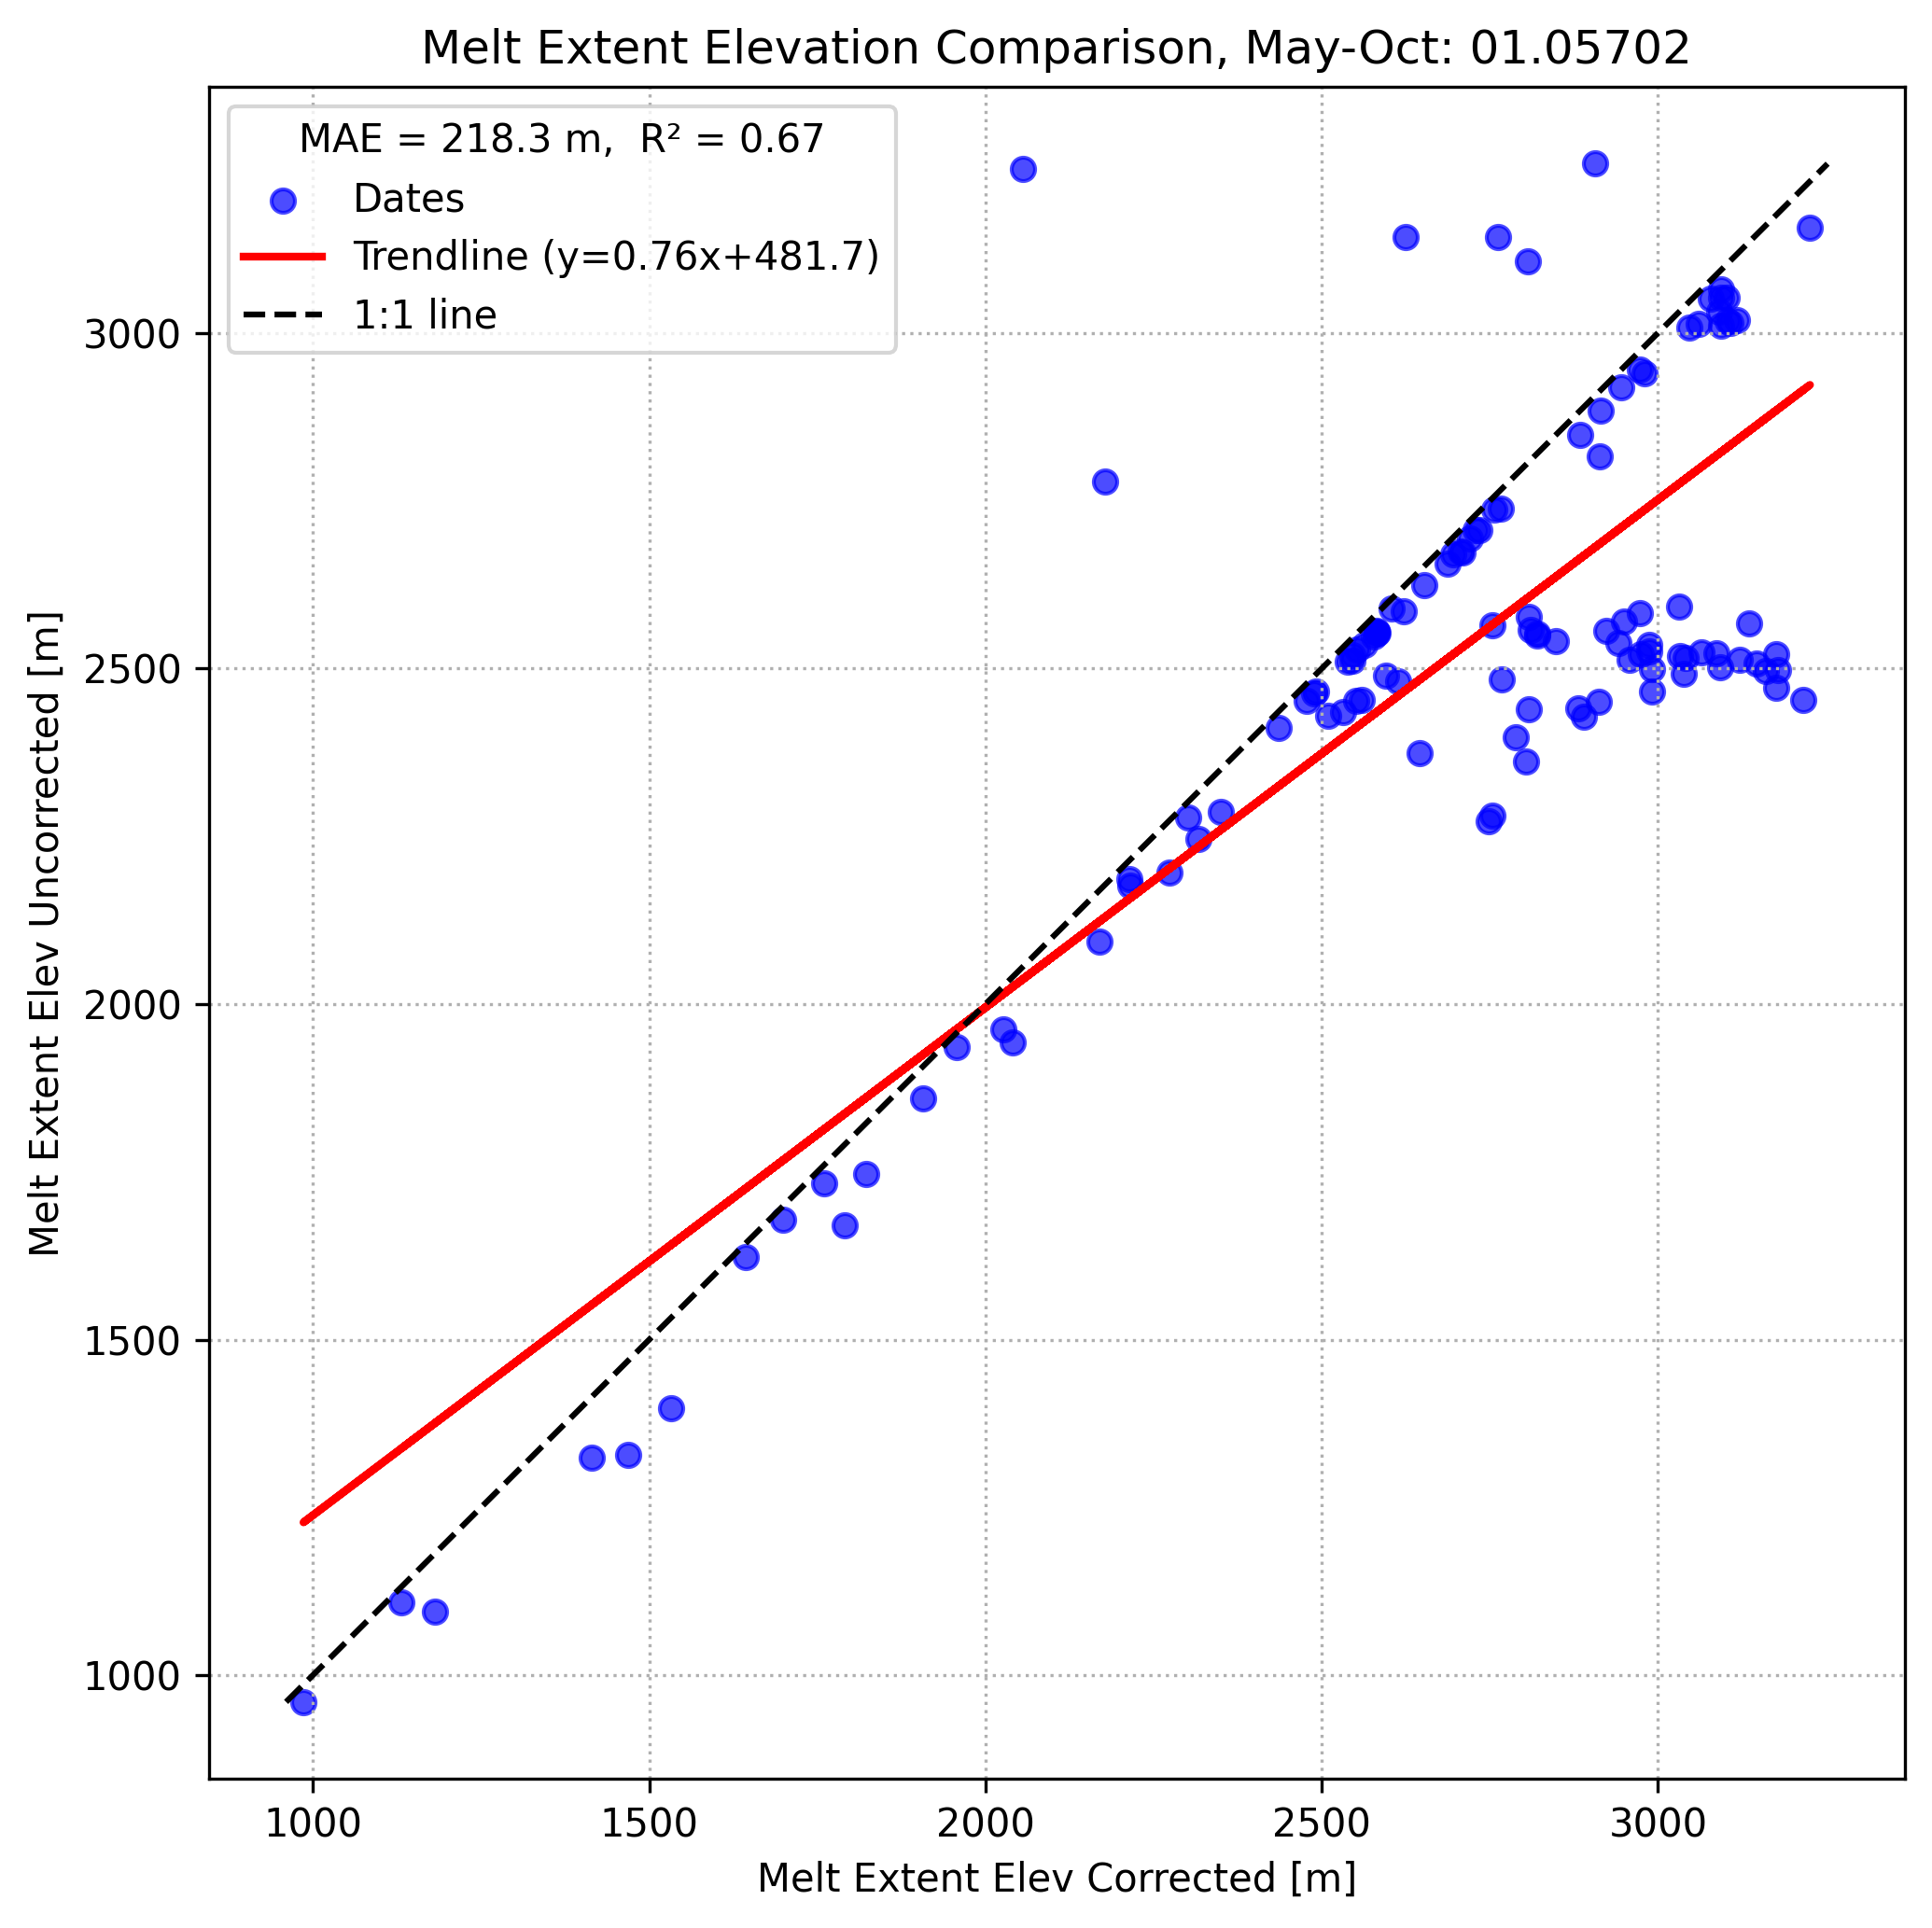 Melt Extent Elevation Comparison, May-Oct: 01.05702
MAE = 218.3 m,  R² = 0.67
Dates
Trendline (y=0.76x+481.7)
1:1 line
Melt Extent Elev Uncorrected [m]
3000
2500
2000
1500
1000
1000 1500 2000 2500 3000
Melt Extent Elev Corrected [m]